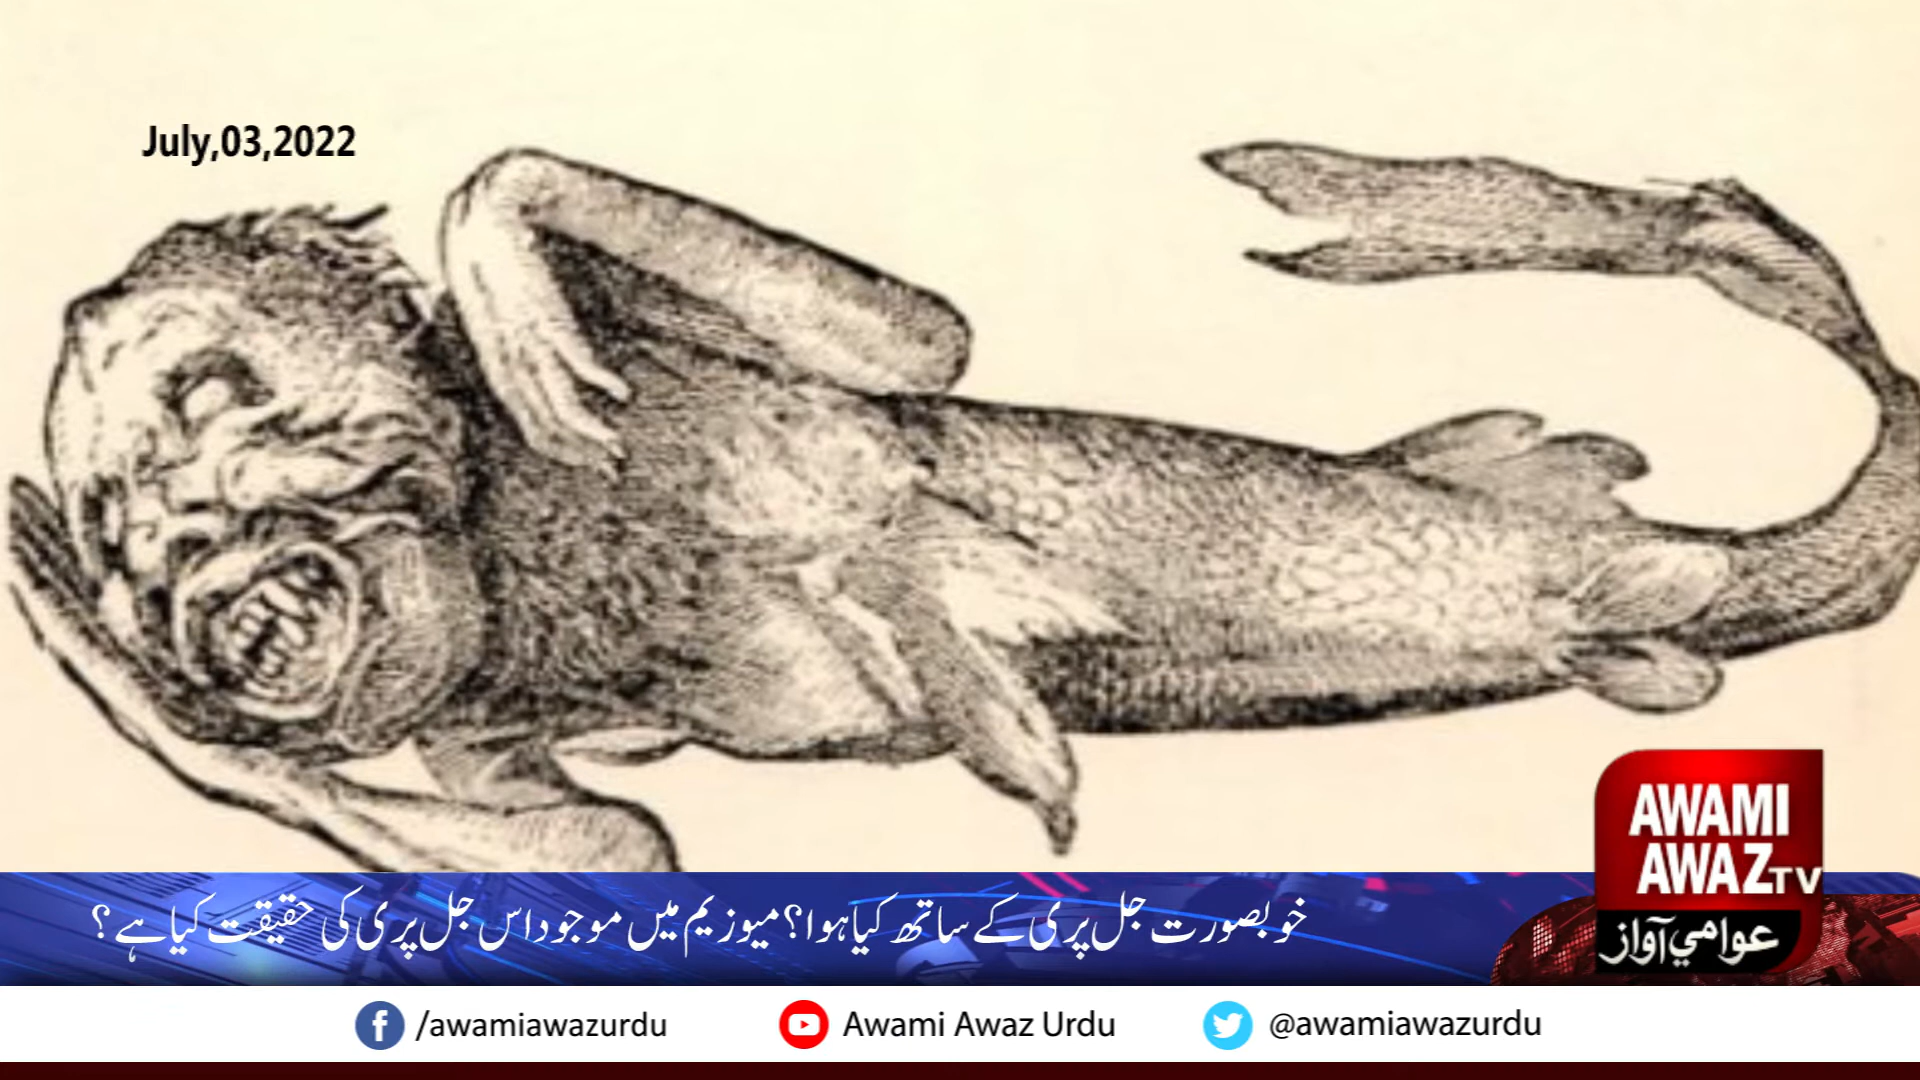 July,03,2022
AWAMI
AWAZTV
عوامي آواز
خوبصورت جل پری کے ساتھ کیا ہوا؟ میوزیم میں موجود اس جل پری کی حقیقت کیا ہے؟
/awamiawazurdu
Awami Awaz Urdu
@awamiawazurdu